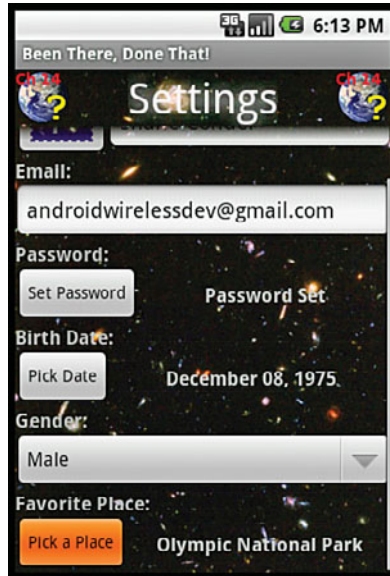 3G 6:13 PM
Been There, Done That!
Ch 14 ? Settings Ch 14 ?
Email:
androidwirelessdev@gmail.com
Password:
Set Password Password Set
Birth Date:
Pick Date December 08, 1975
Gender:
Male
Favorite Place:
Pick a Place Olympic National Park